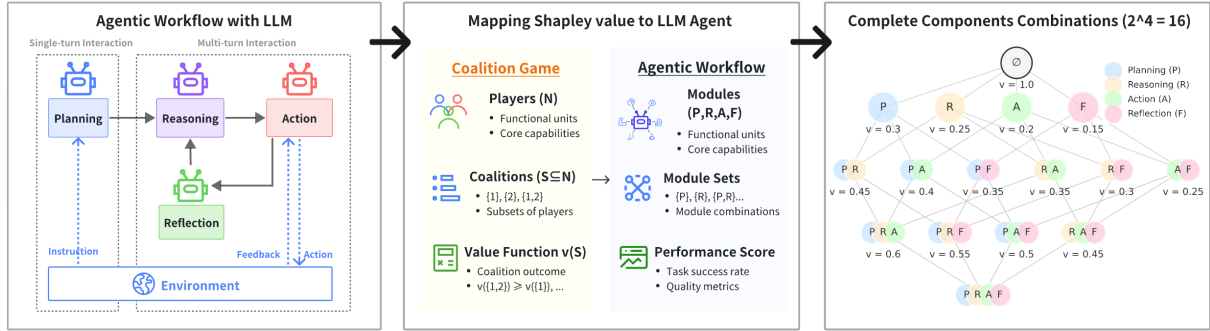 Agentic Workflow with LLM
Single-turn Interaction
Multi-turn Interaction
Planning
Reasoning
Action
Reflection
Instruction
Feedback
Action
Environment
Mapping Shapley value to LLM Agent
Coalition Game
Players (N)
• Functional units
• Core capabilities
Coalitions (S⊆N)
• {1}, {2}, {1,2}
• Subsets of players
Value Function v(S)
• Coalition outcome
• v({1,2}) ⩾ v({1}), ...
Agentic Workflow
Modules
(P,R,A,F)
• Functional units
• Core capabilities
Module Sets
• {P}, {R}, {P,R}...
• Module combinations
Performance Score
• Task success rate
• Quality metrics
Complete Components Combinations (2^4 = 16)
∅
v = 1.0
Planning (P)
Reasoning (R)
Action (A)
Reflection (F)
P
R
A
F
v = 0.3
v = 0.25
v = 0.2
v = 0.15
P R
P A
P F
R A
R F
A F
v = 0.45
v = 0.4
v = 0.35
v = 0.35
v = 0.3
v = 0.25
P R A
P R F
P A F
R A F
v = 0.6
v = 0.55
v = 0.5
v = 0.45
P R A F